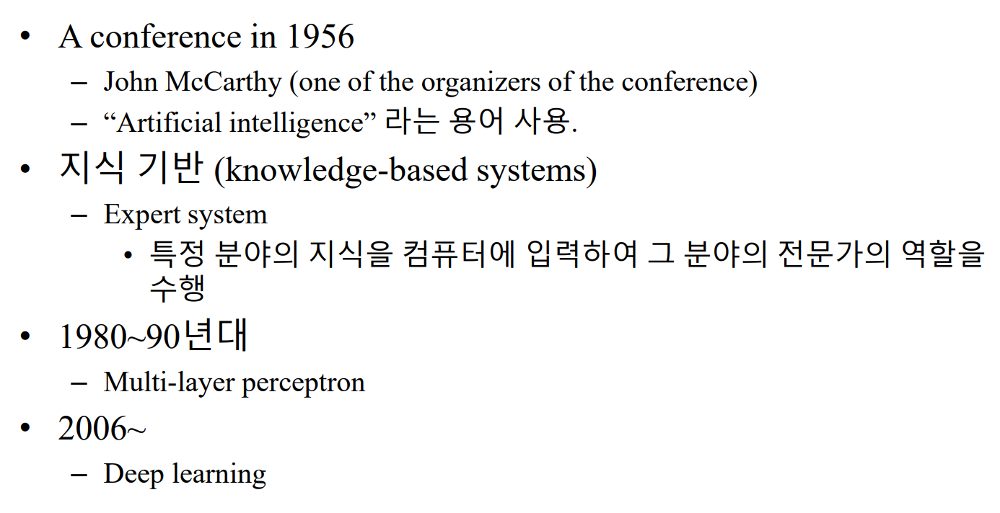 • A conference in 1956
– John McCarthy (one of the organizers of the conference)
– “Artificial intelligence” 라는 용어 사용.
• 지식 기반 (knowledge-based systems)
– Expert system
• 특정 분야의 지식을 컴퓨터에 입력하여 그 분야의 전문가의 역할을
수행
• 1980~90년대
– Multi-layer perceptron
• 2006~
– Deep learning